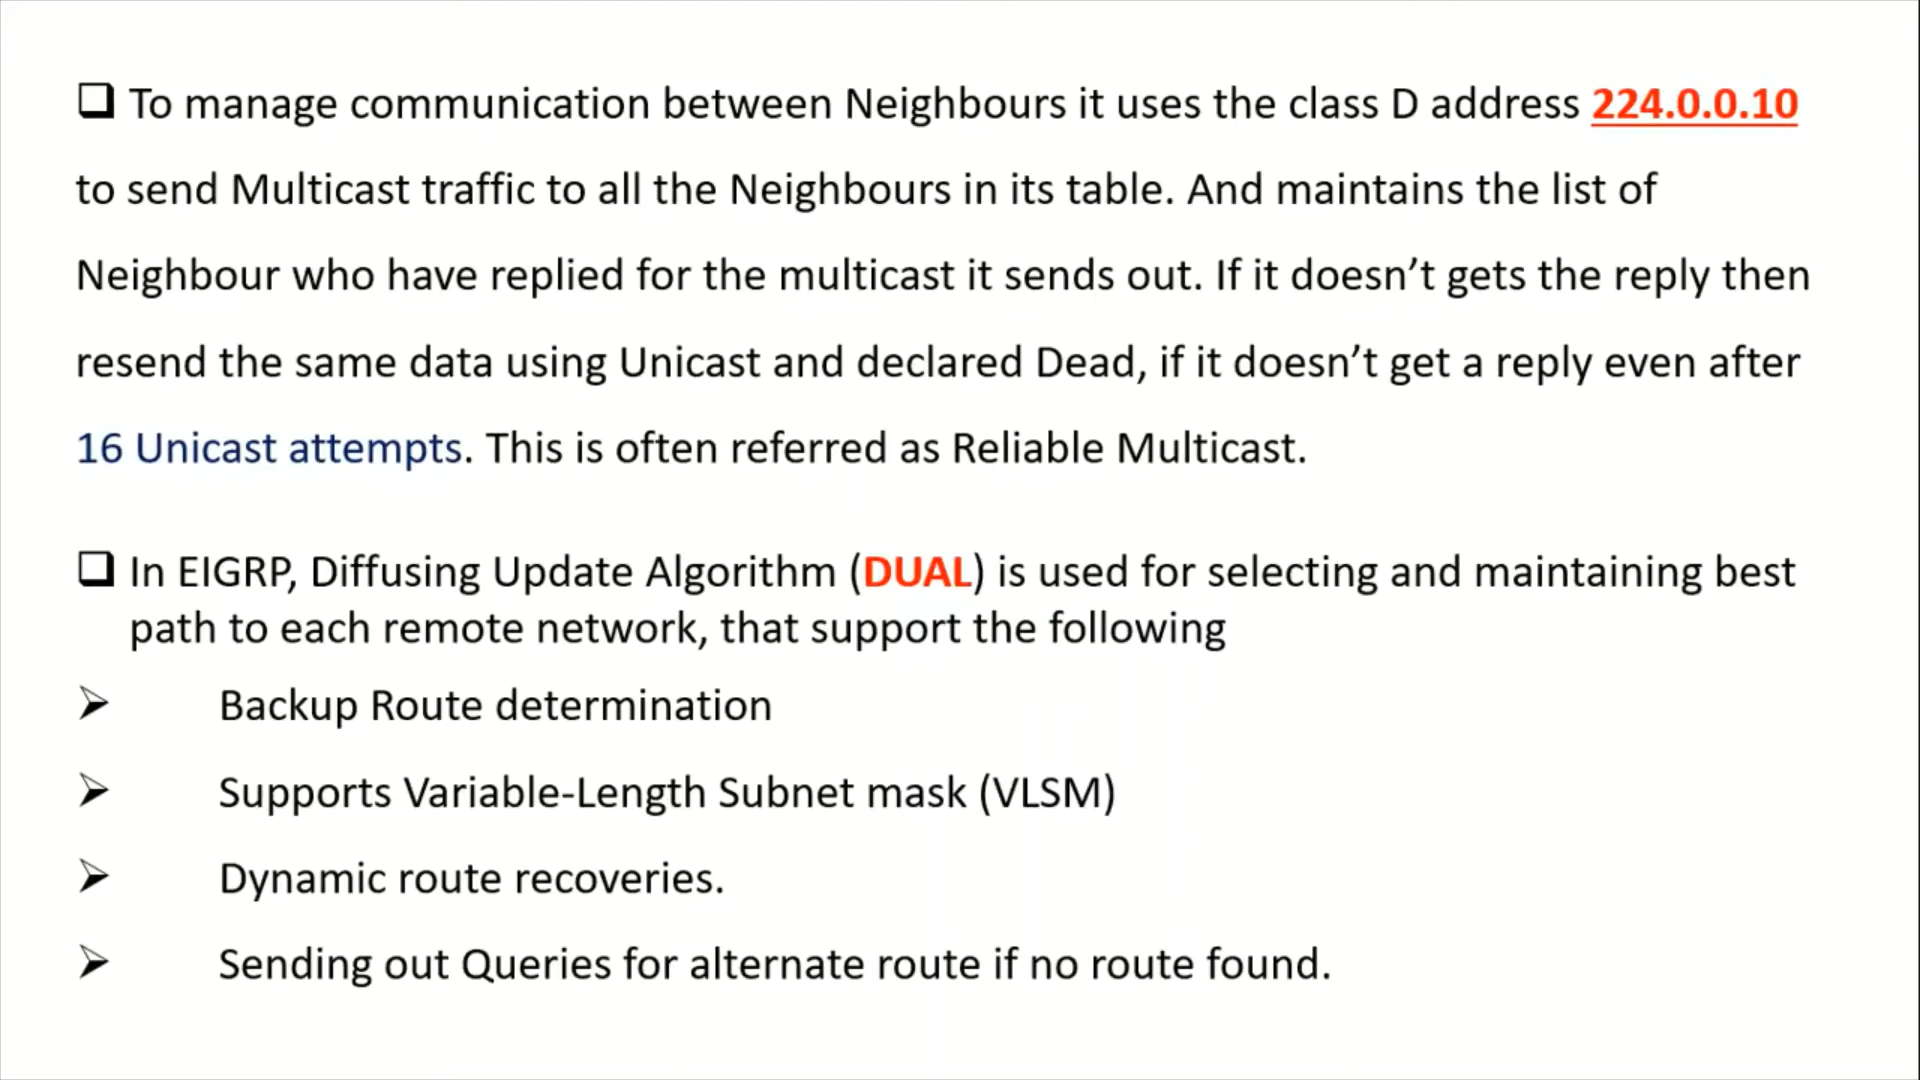 To manage communication between Neighbours it uses the class D address 224.0.0.10
to send Multicast traffic to all the Neighbours in its table. And maintains the list of
Neighbour who have replied for the multicast it sends out. If it doesn’t gets the reply then
resend the same data using Unicast and declared Dead, if it doesn’t get a reply even after
16 Unicast attempts. This is often referred as Reliable Multicast.
In EIGRP, Diffusing Update Algorithm (DUAL) is used for selecting and maintaining best
path to each remote network, that support the following
Backup Route determination
Supports Variable-Length Subnet mask (VLSM)
Dynamic route recoveries.
Sending out Queries for alternate route if no route found.